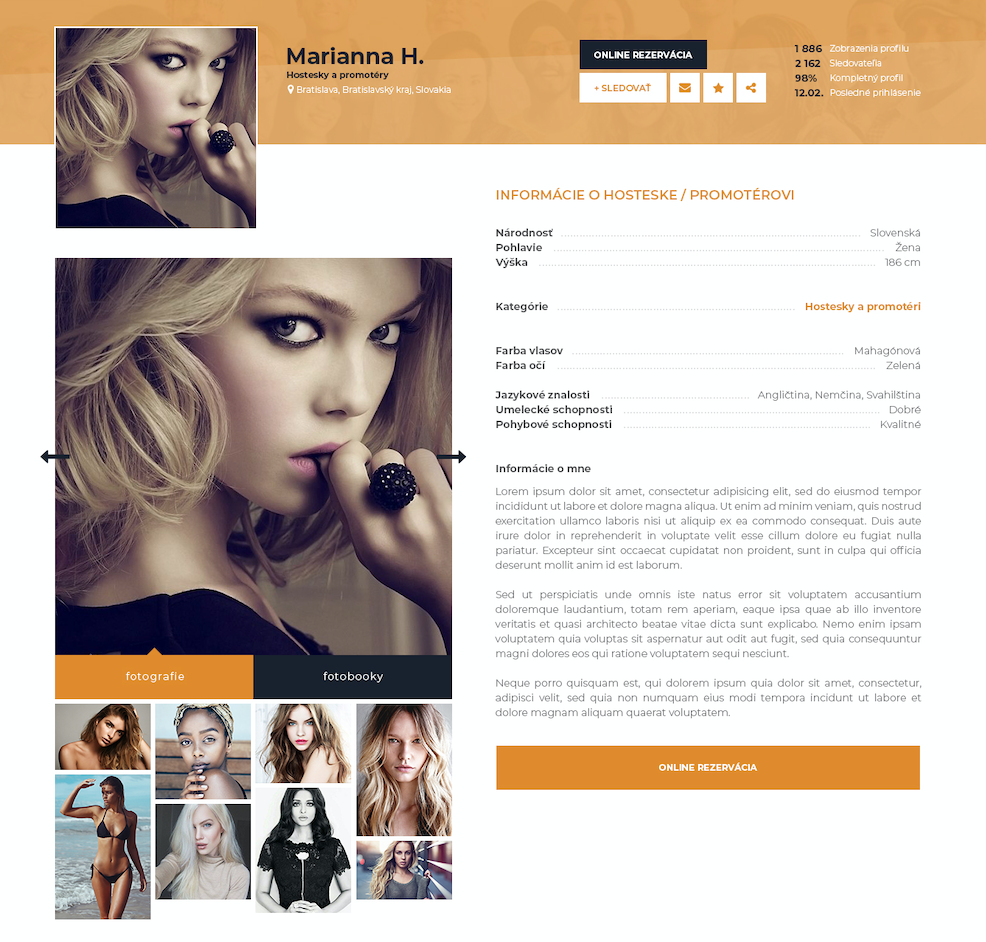 Marianna H.
Hostesky a promotéry
Bratislava, Bratislavský kraj, Slovakia
ONLINE REZERVÁCIA
+ SLEDOVAŤ
1 886 Zobrazenia profilu
2 162 Sledovateľia
98% Kompletný profil
12.02. Posledné prihlásenie
INFORMÁCIE O HOSTESKE / PROMOTÉROVI
Národnosť Slovenská
Pohlavie Žena
Výška 186 cm
Kategórie Hostesky a promotéri
Farba vlasov Mahagónová
Farba očí Zelená
Jazykové znalosti Angličtina, Nemčina, Svahilština
Umelecké schopnosti Dobré
Pohybové schopnosti Kvalitné
Informácie o mne
Lorem ipsum dolor sit amet, consectetur adipisicing elit, sed do eiusmod tempor
incididunt ut labore et dolore magna aliqua. Ut enim ad minim veniam, quis nostrud
exercitation ullamco laboris nisi ut aliquip ex ea commodo consequat. Duis aute
irure dolor in reprehenderit in voluptate velit esse cillum dolore eu fugiat nulla
pariatur. Excepteur sint occaecat cupidatat non proident, sunt in culpa qui officia
deserunt mollit anim id est laborum.
Sed ut perspiciatis unde omnis iste natus error sit voluptatem accusantium
doloremque laudantium, totam rem aperiam, eaque ipsa quae ab illo inventore
veritatis et quasi architecto beatae vitae dicta sunt explicabo. Nemo enim ipsam
voluptatem quia voluptas sit aspernatur aut odit aut fugit, sed quia consequuntur
magni dolores eos qui ratione voluptatem sequi nesciunt.
Neque porro quisquam est, qui dolorem ipsum quia dolor sit amet, consectetur,
adipisci velit, sed quia non numquam eius modi tempora incidunt ut labore et
dolore magnam aliquam quaerat voluptatem.
ONLINE REZERVÁCIA
fotografie
fotobooky